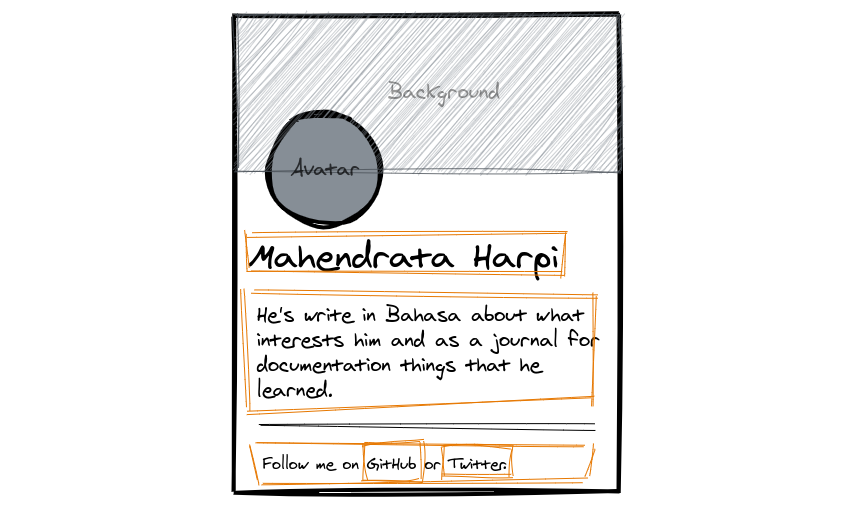 Background
Avatar
Mahendrata Harpi
He's write in Bahasa about what
interests him and as a journal for
documentation things that he
learned.
Follow me on GitHub or Twitter.